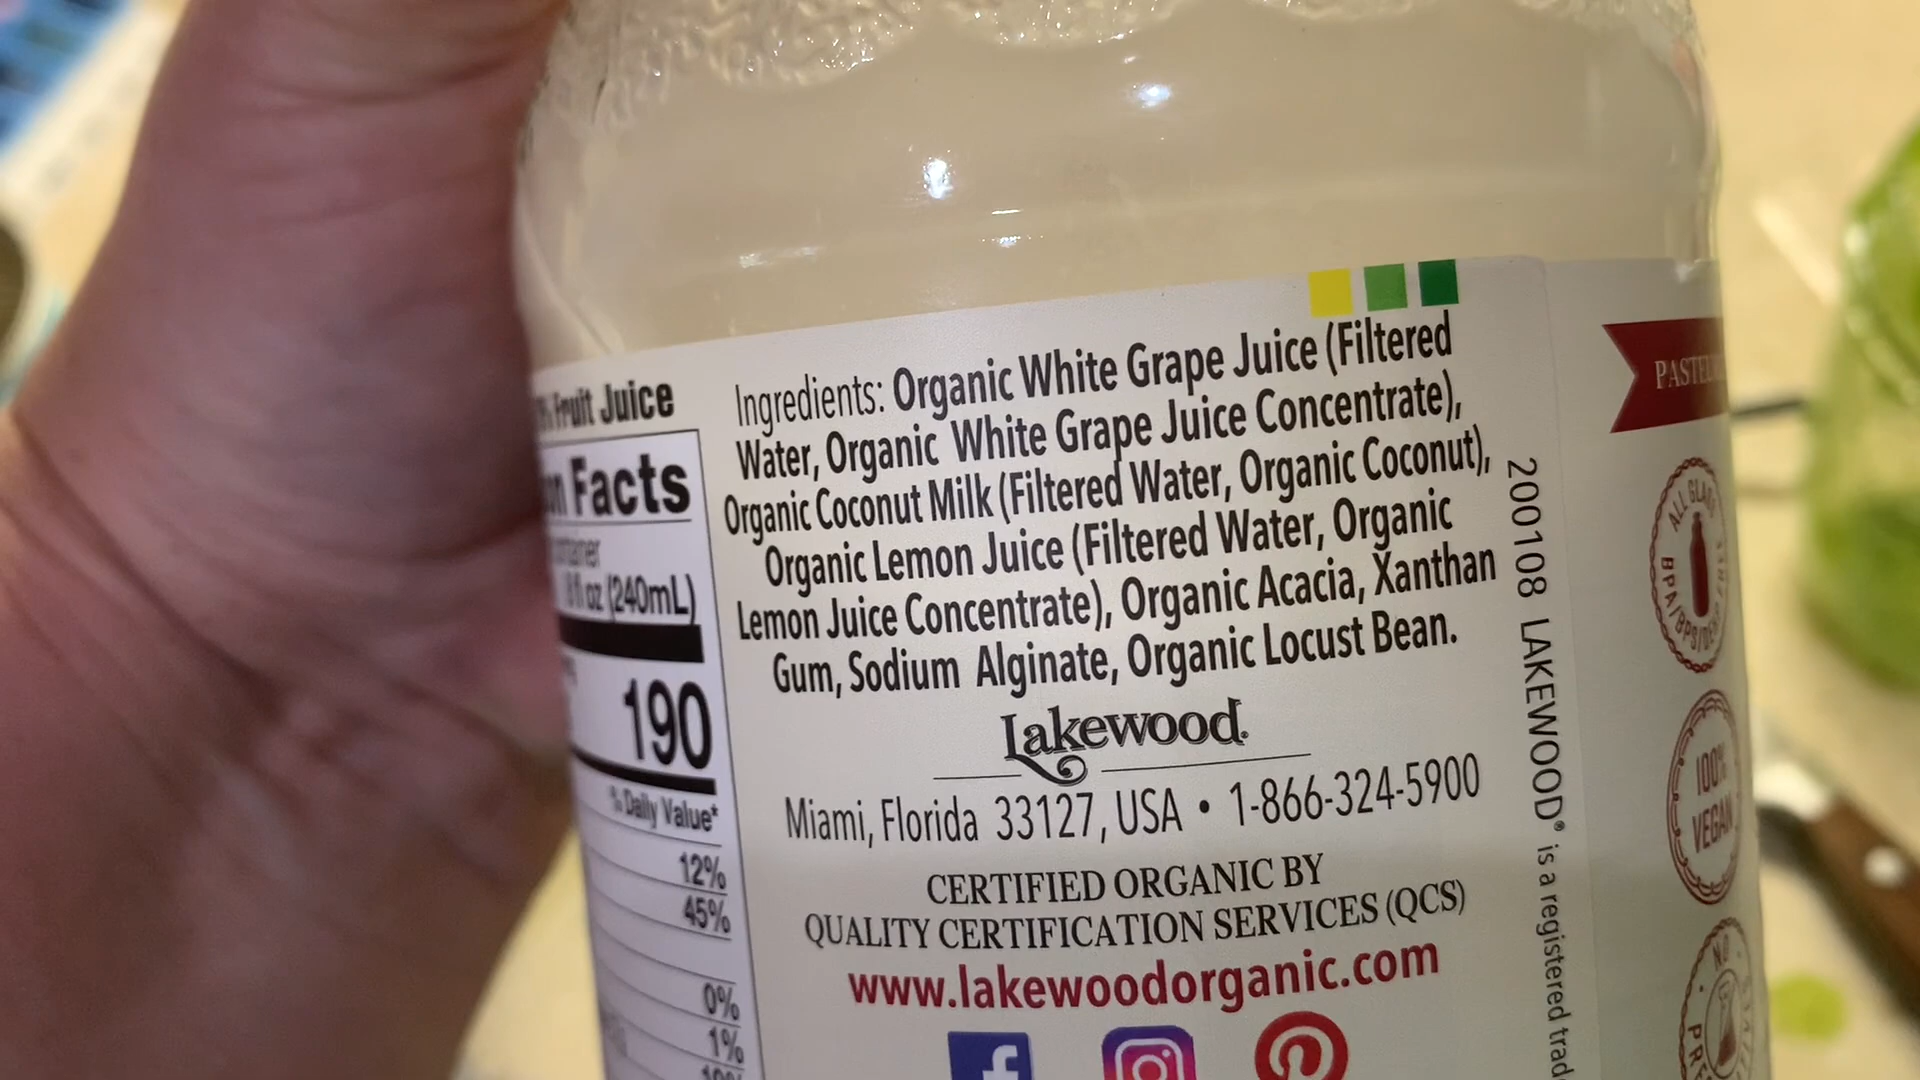 Fruit Juice
Facts
fl oz (240mL)
190
% Daily Value*
12%
45%
0%
1%
Ingredients: Organic White Grape Juice (Filtered
Water, Organic White Grape Juice Concentrate),
Organic Coconut Milk (Filtered Water, Organic Coconut),
Organic Lemon Juice (Filtered Water, Organic
Lemon Juice Concentrate), Organic Acacia, Xanthan
Gum, Sodium Alginate, Organic Locust Bean.
Lakewood
Miami, Florida 33127, USA • 1-866-324-5900
CERTIFIED ORGANIC BY
QUALITY CERTIFICATION SERVICES (QCS)
www.lakewoodorganic.com
200108 LAKEWOOD® is a registered
ALL
100%
VEGAN
NO